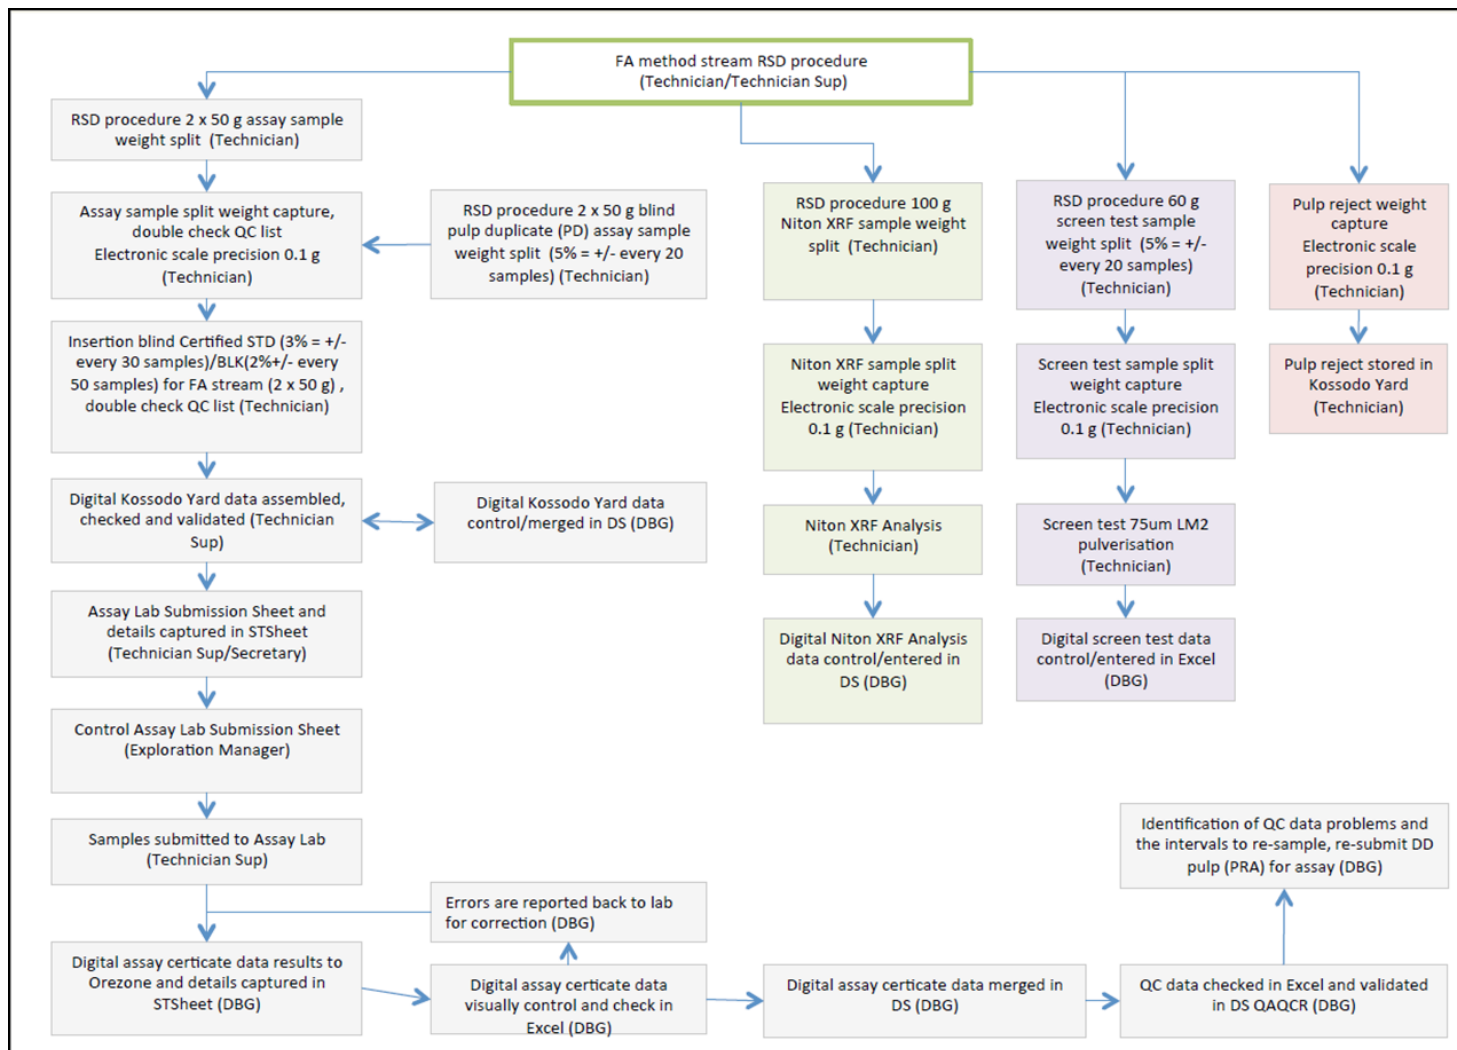 FA method stream RSD procedure
(Technician/Technician Sup)
RSD procedure 2 x 50 g assay sample
weight split  (Technician)
Assay sample split weight capture,
double check QC list
Electronic scale precision 0.1 g
(Technician)
RSD procedure 2 x 50 g blind
pulp duplicate (PD) assay sample
weight split  (5% = +/- every 20
samples) (Technician)
Insertion blind Certified STD (3% = +/-
every 30 samples)/BLK(2%+/- every
50 samples) for FA stream (2 x 50 g) ,
double check QC list (Technician)
Digital Kossodo Yard data assembled,
checked and validated (Technician
Sup)
Digital Kossodo Yard data
control/merged in DS (DBG)
Assay Lab Submission Sheet and
details captured in STSheet
(Technician Sup/Secretary)
Control Assay Lab Submission Sheet
(Exploration Manager)
Samples submitted to Assay Lab
(Technician Sup)
Digital assay certicate data results to
Orezone and details captured in
STSheet (DBG)
Errors are reported back to lab
for correction (DBG)
Digital assay certicate data
visually control and check in
Excel (DBG)
Digital assay certicate data merged in
DS (DBG)
QC data checked in Excel and validated
in DS QAQCR (DBG)
Identification of QC data problems and
the intervals to re-sample, re-submit DD
pulp (PRA) for assay (DBG)
RSD procedure 100 g
Niton XRF sample weight
split  (Technician)
Niton XRF sample split
weight capture
Electronic scale precision
0.1 g (Technician)
Niton XRF Analysis
(Technician)
Digital Niton XRF Analysis
data control/entered in
DS (DBG)
RSD procedure 60 g
screen test sample
weight split  (5% = +/-
every 20 samples)
(Technician)
Screen test sample split
weight capture
Electronic scale precision
0.1 g (Technician)
Screen test 75um LM2
pulverisation
(Technician)
Digital screen test data
control/entered in Excel
(DBG)
Pulp reject weight
capture
Electronic scale
precision 0.1 g
(Technician)
Pulp reject stored in
Kossodo Yard
(Technician)